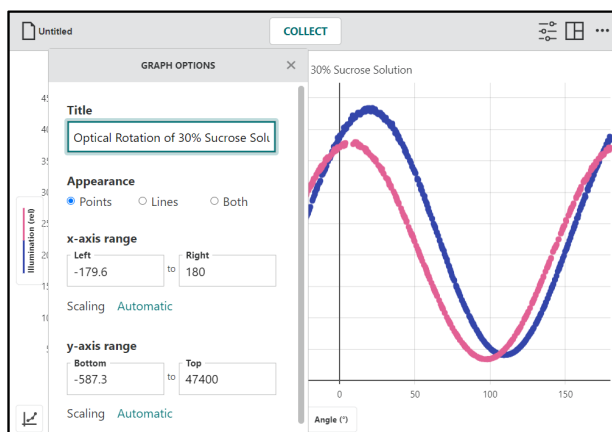 Untitled
COLLECT
GRAPH OPTIONS
30% Sucrose Solution
Title
Optical Rotation of 30% Sucrose Solu
Appearance
Points Lines Both
x-axis range
Left Right
-179.6 to 180
Scaling Automatic
y-axis range
Bottom Top
-587.3 to 47400
Scaling Automatic
Illumination (rel)
0 50 100 150
Angle (°)